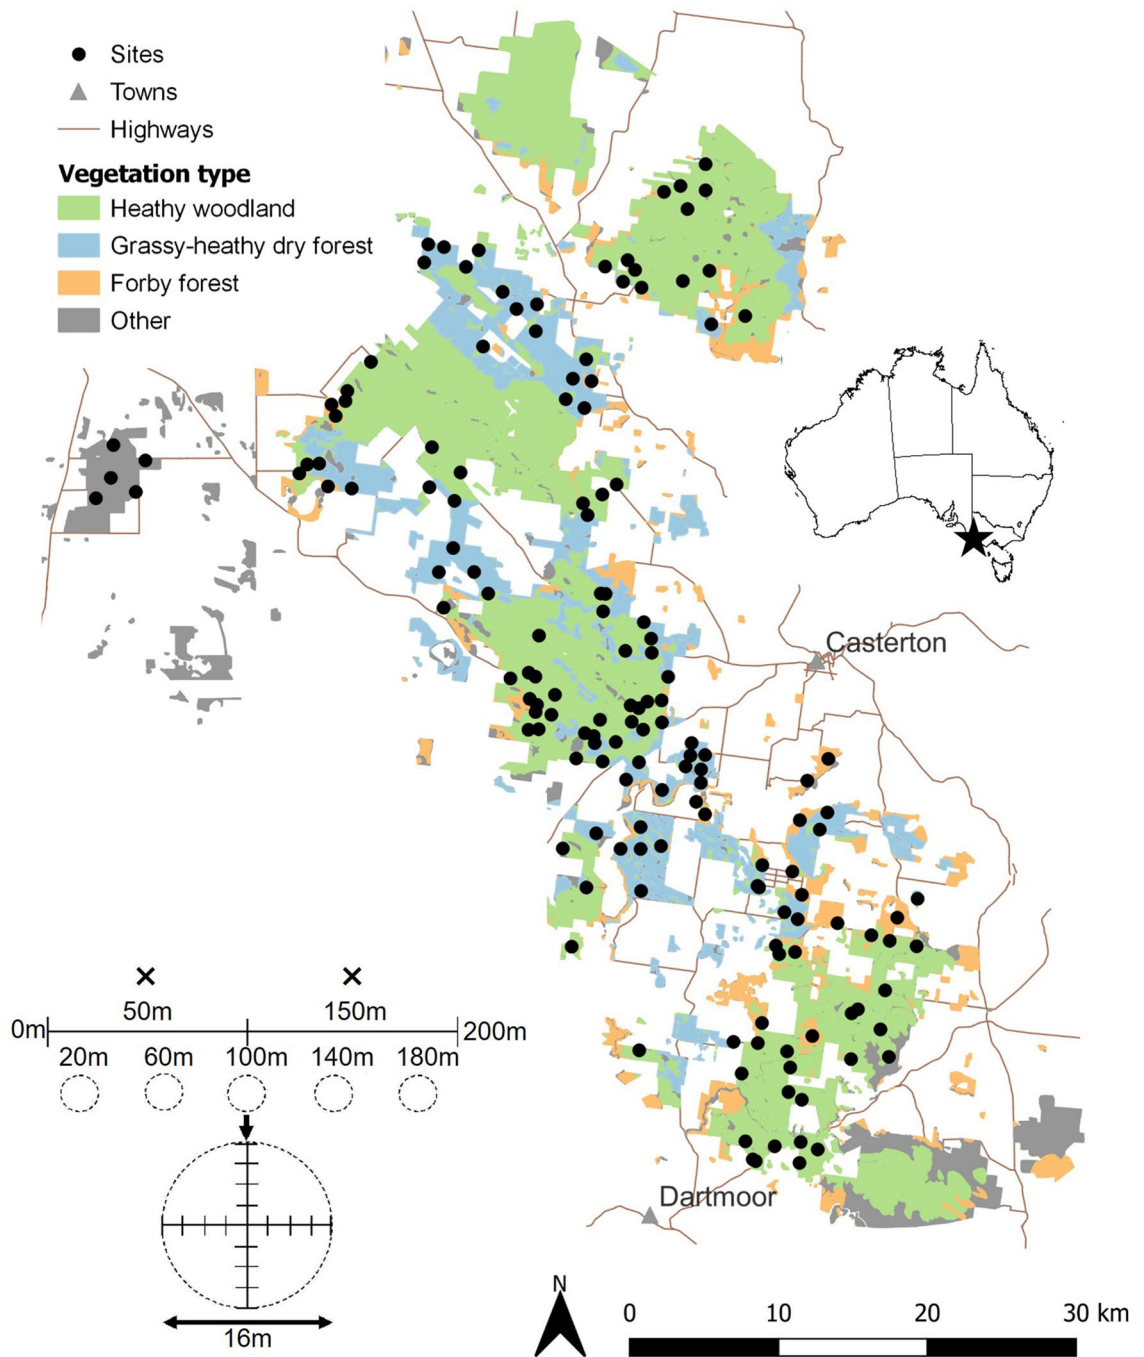 Sites
Towns
Highways
Vegetation type
Heathy woodland
Grassy-heathy dry forest
Forby forest
Other
Casterton
50m 150m
0m 200m
20m 60m 100m 140m 180m
16m
Dartmoor
N
0 10 20 30 km